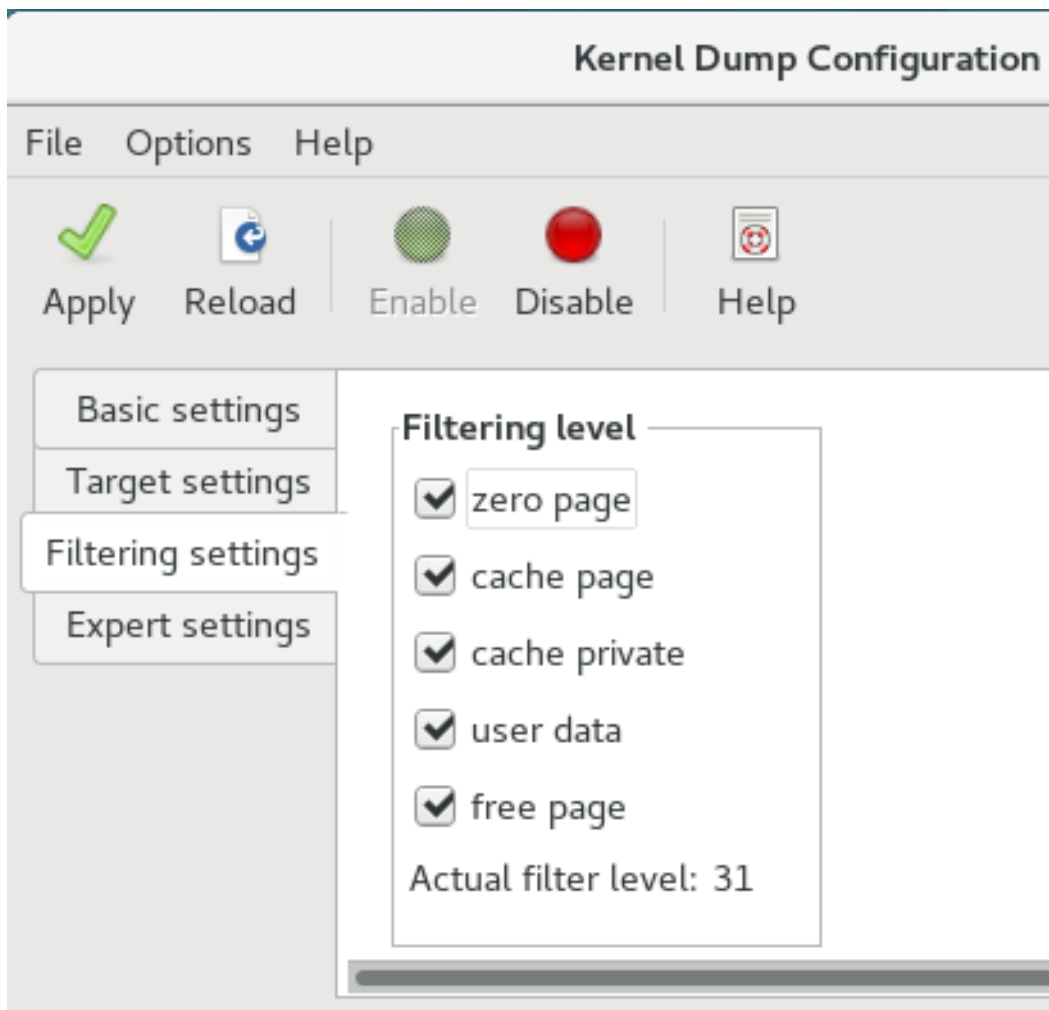 Kernel Dump Configuration
File Options Help
Apply Reload Enable Disable Help
Basic settings
Target settings
Filtering settings
Expert settings
Filtering level
zero page
cache page
cache private
user data
free page
Actual filter level: 31